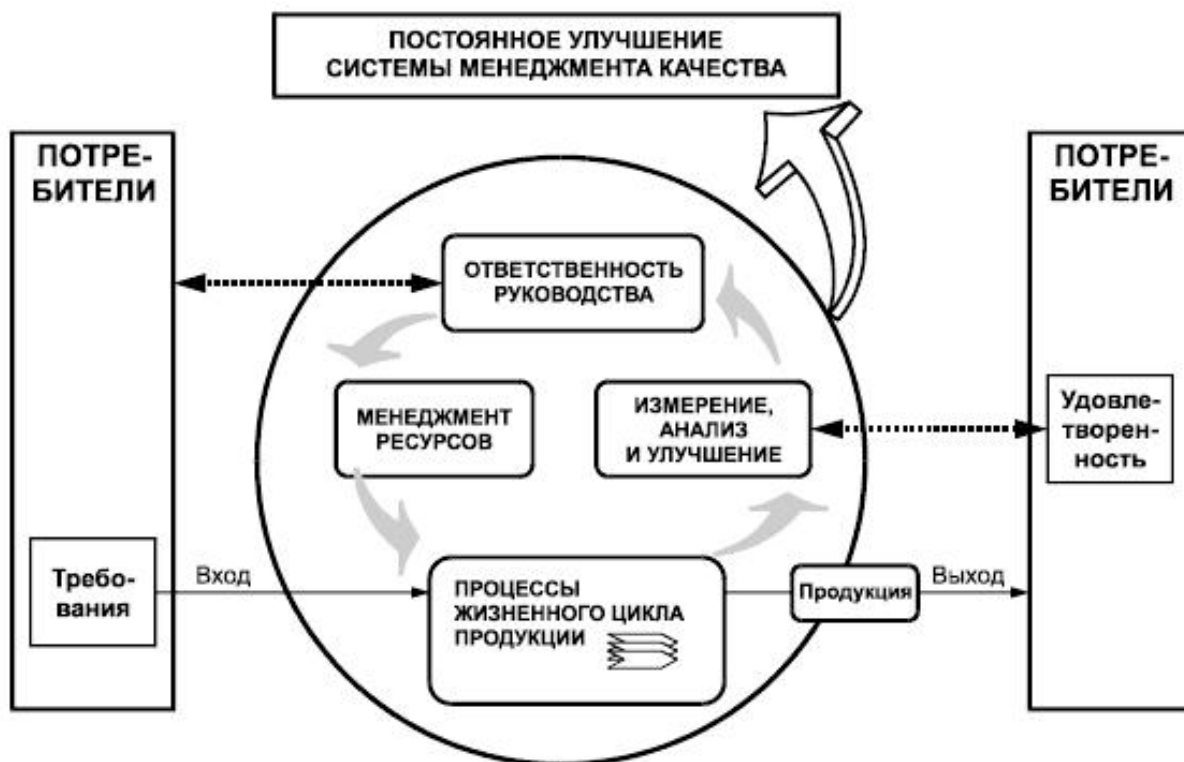 ПОСТОЯННОЕ УЛУЧШЕНИЕ
СИСТЕМЫ МЕНЕДЖМЕНТА КАЧЕСТВА
ПОТРЕ-
БИТЕЛИ
ПОТРЕ-
БИТЕЛИ
ОТВЕТСТВЕННОСТЬ
РУКОВОДСТВА
МЕНЕДЖМЕНТ
РЕСУРСОВ
ИЗМЕРЕНИЕ,
АНАЛИЗ
И УЛУЧШЕНИЕ
Удовле-
творен-
ность
Требо-
вания
Вход
ПРОЦЕССЫ
ЖИЗНЕННОГО ЦИКЛА
ПРОДУКЦИИ
Продукция
Выход